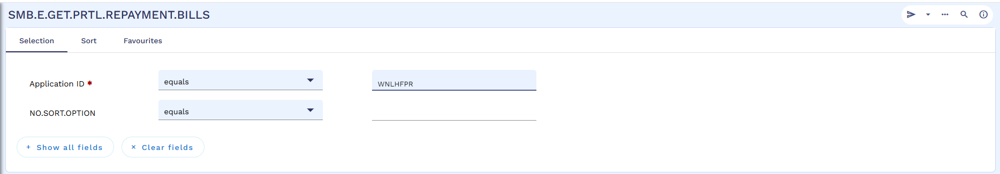 SMB.E.GET.PRTL.REPAYMENT.BILLS
Selection Sort Favourites
Application ID * equals WNLHFPR
NO.SORT.OPTION equals
+ Show all fields × Clear fields